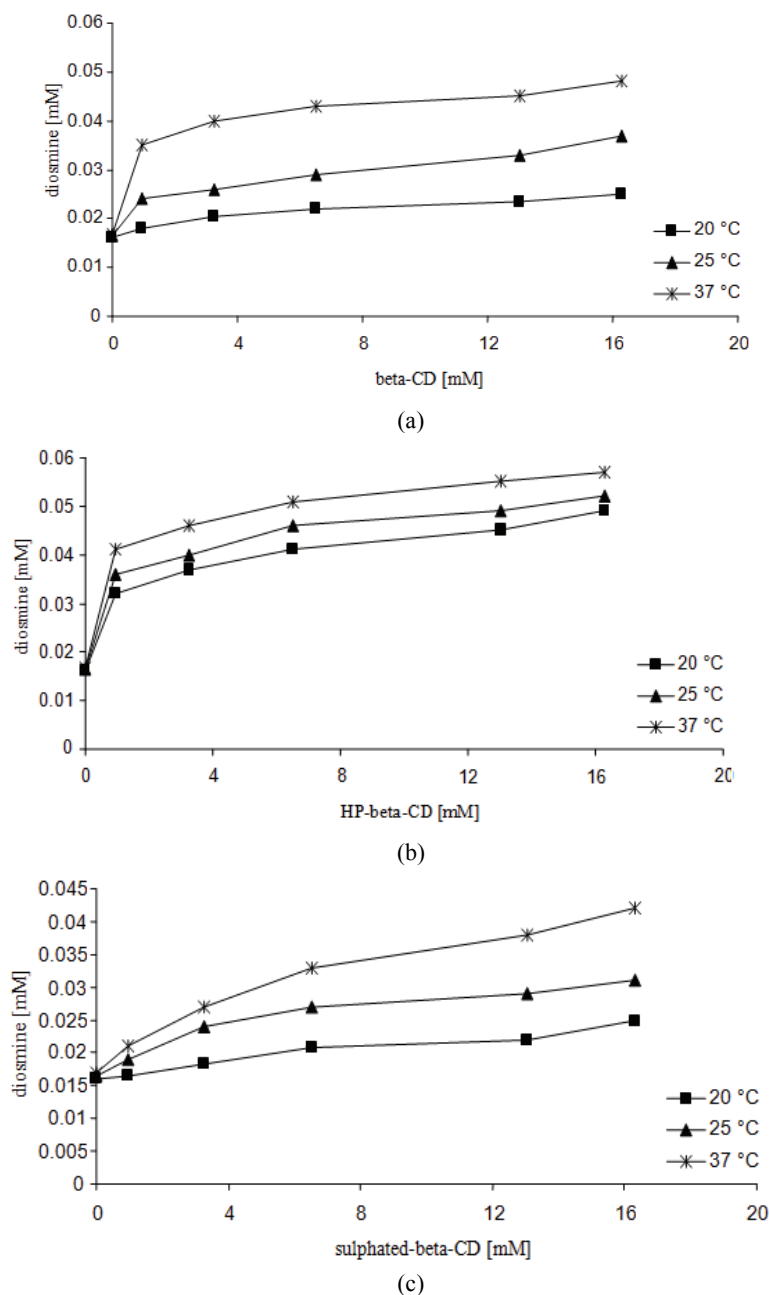 0.06
0.05
0.04
0.03
0.02
0.01
0
diosmine [mM]
0 4 8 12 16 20
beta-CD [mM]
20 °C
25 °C
37 °C
(a)
0.06
0.05
0.04
0.03
0.02
0.01
0
diosmine [mM]
0 4 8 12 16 20
HP-beta-CD [mM]
20 °C
25 °C
37 °C
(b)
0.045
0.04
0.035
0.03
0.025
0.02
0.015
0.01
0.005
0
diosmine [mM]
0 4 8 12 16 20
sulphated-beta-CD [mM]
20 °C
25 °C
37 °C
(c)